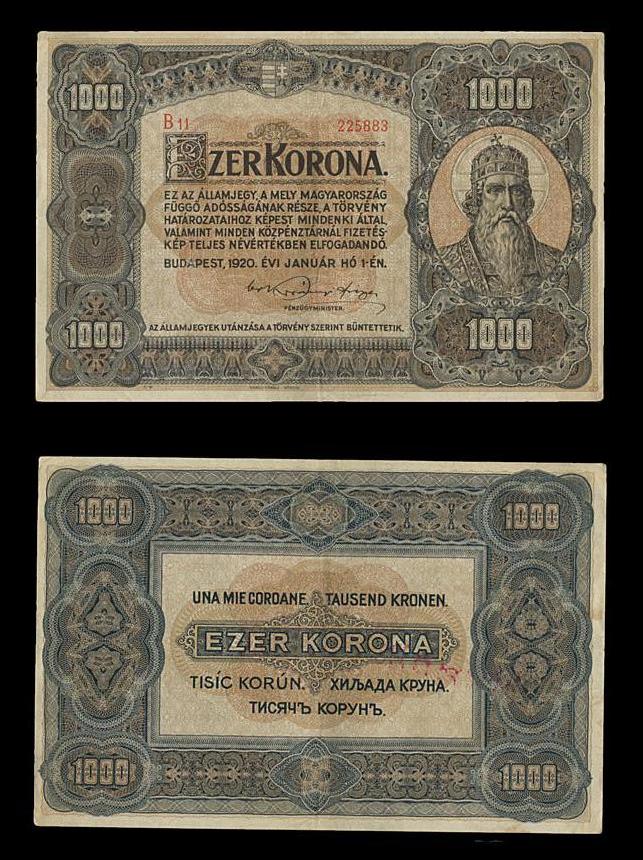 1000
1000
B 11 225883
EZER KORONA.
EZ AZ ÁLLAMJEGY, A MELY MAGYARORSZÁG
FÜGGŐ ADÓSSÁGÁNAK RÉSZE, A TÖRVÉNY
HATÁROZATAIHOZ KÉPEST MINDENKI ÁLTAL,
VALAMINT MINDEN KÖZPÉNZTÁRNÁL FIZETÉS-
KÉP TELJES NÉVÉRTÉKBEN ELFOGADANDÓ.
BUDAPEST, 1920. ÉVI JANUÁR HÓ 1-ÉN.
PÉNZÜGYMINISTER.
1000
1000
AZ ÁLLAMJEGYEK UTÁNZÁSA A TÖRVÉNY SZERINT BÜNTETTETIK.
1000
1000
UNA MIE COROANE. TAUSEND KRONEN.
EZER KORONA
TISÍC KORÚN. ХИЉАДА КРУНА.
ТИСЯЧЪ КОРУНЪ.
1000
1000